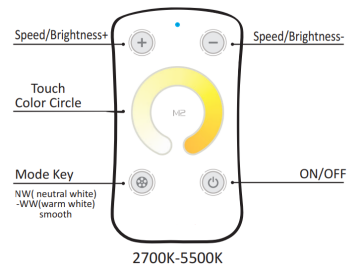 Speed/Brightness+
Speed/Brightness-
Touch
Color Circle
M2
Mode Key
ON/OFF
NW( neutral white)
-WW(warm white)
smooth
2700K-5500K